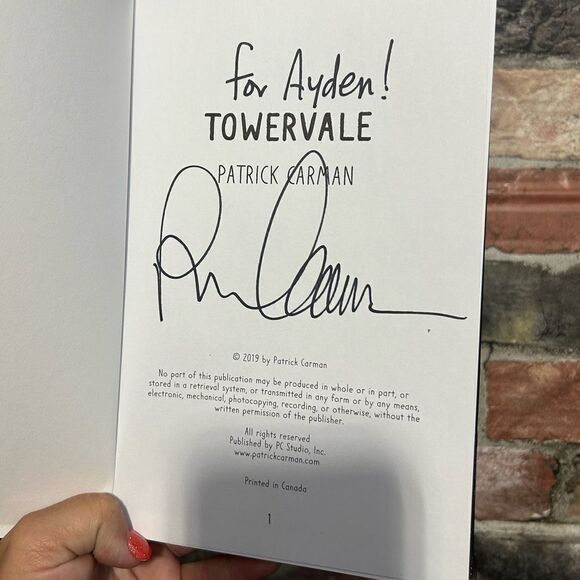 for Ayden!
TOWERVALE
PATRICK CARMAN
© 2019 by Patrick Carman
No part of this publication may be produced in whole or in part, or
stored in a retrieval system, or transmitted in any form or by any means,
electronic, mechanical, photocopying, recording, or otherwise, without the
written permission of the publisher.
All rights reserved
Published by PC Studio, Inc.
www.patrickcarman.com
Printed in Canada
1